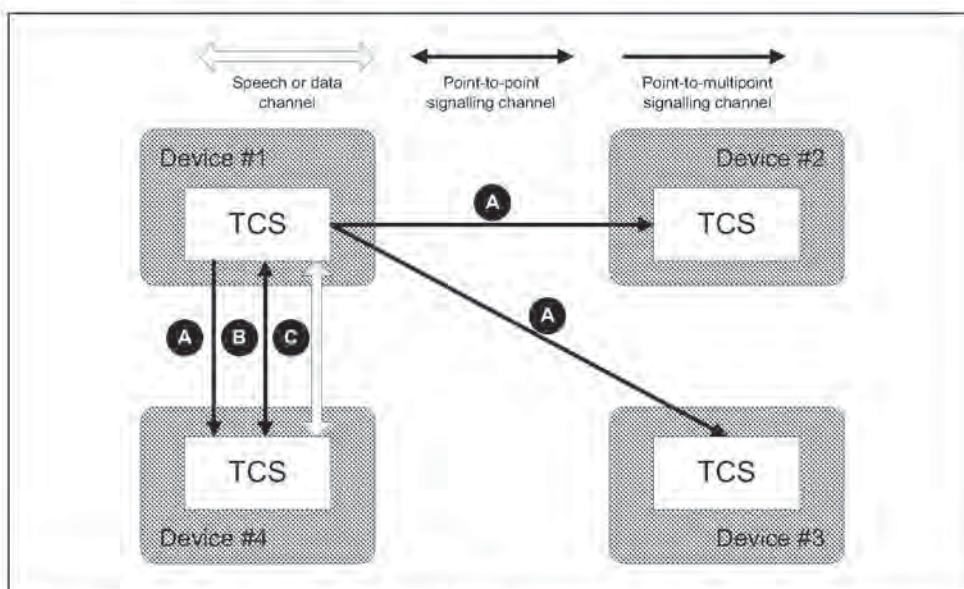 Speech or data
channel
Point-to-point
signalling channel
Point-to-multipoint
signalling channel
Device #1
TCS
Device #2
TCS
A
A
A
B
C
TCS
Device #4
TCS
Device #3